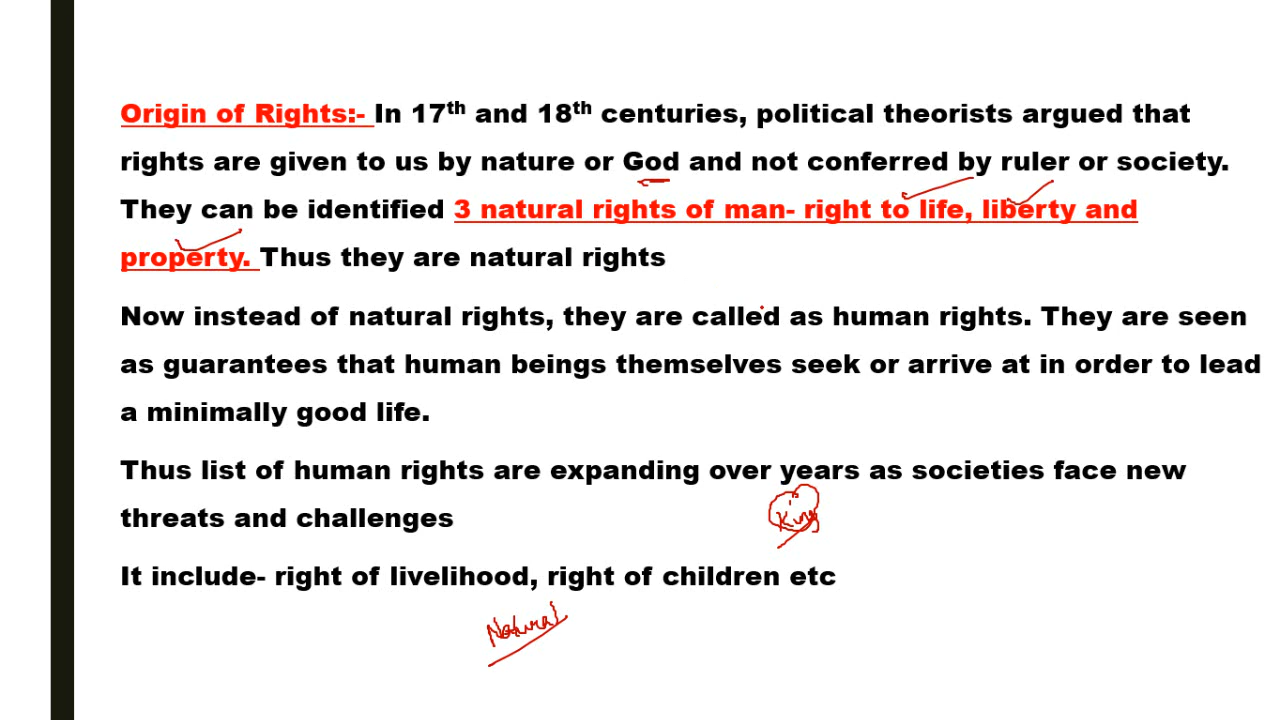 Origin of Rights:- In 17th and 18th centuries, political theorists argued that
rights are given to us by nature or God and not conferred by ruler or society.
They can be identified 3 natural rights of man- right to life, liberty and
property. Thus they are natural rights
Now instead of natural rights, they are called as human rights. They are seen
as guarantees that human beings themselves seek or arrive at in order to lead
a minimally good life.
Thus list of human rights are expanding over years as societies face new
threats and challenges
King
It include- right of livelihood, right of children etc
Natural